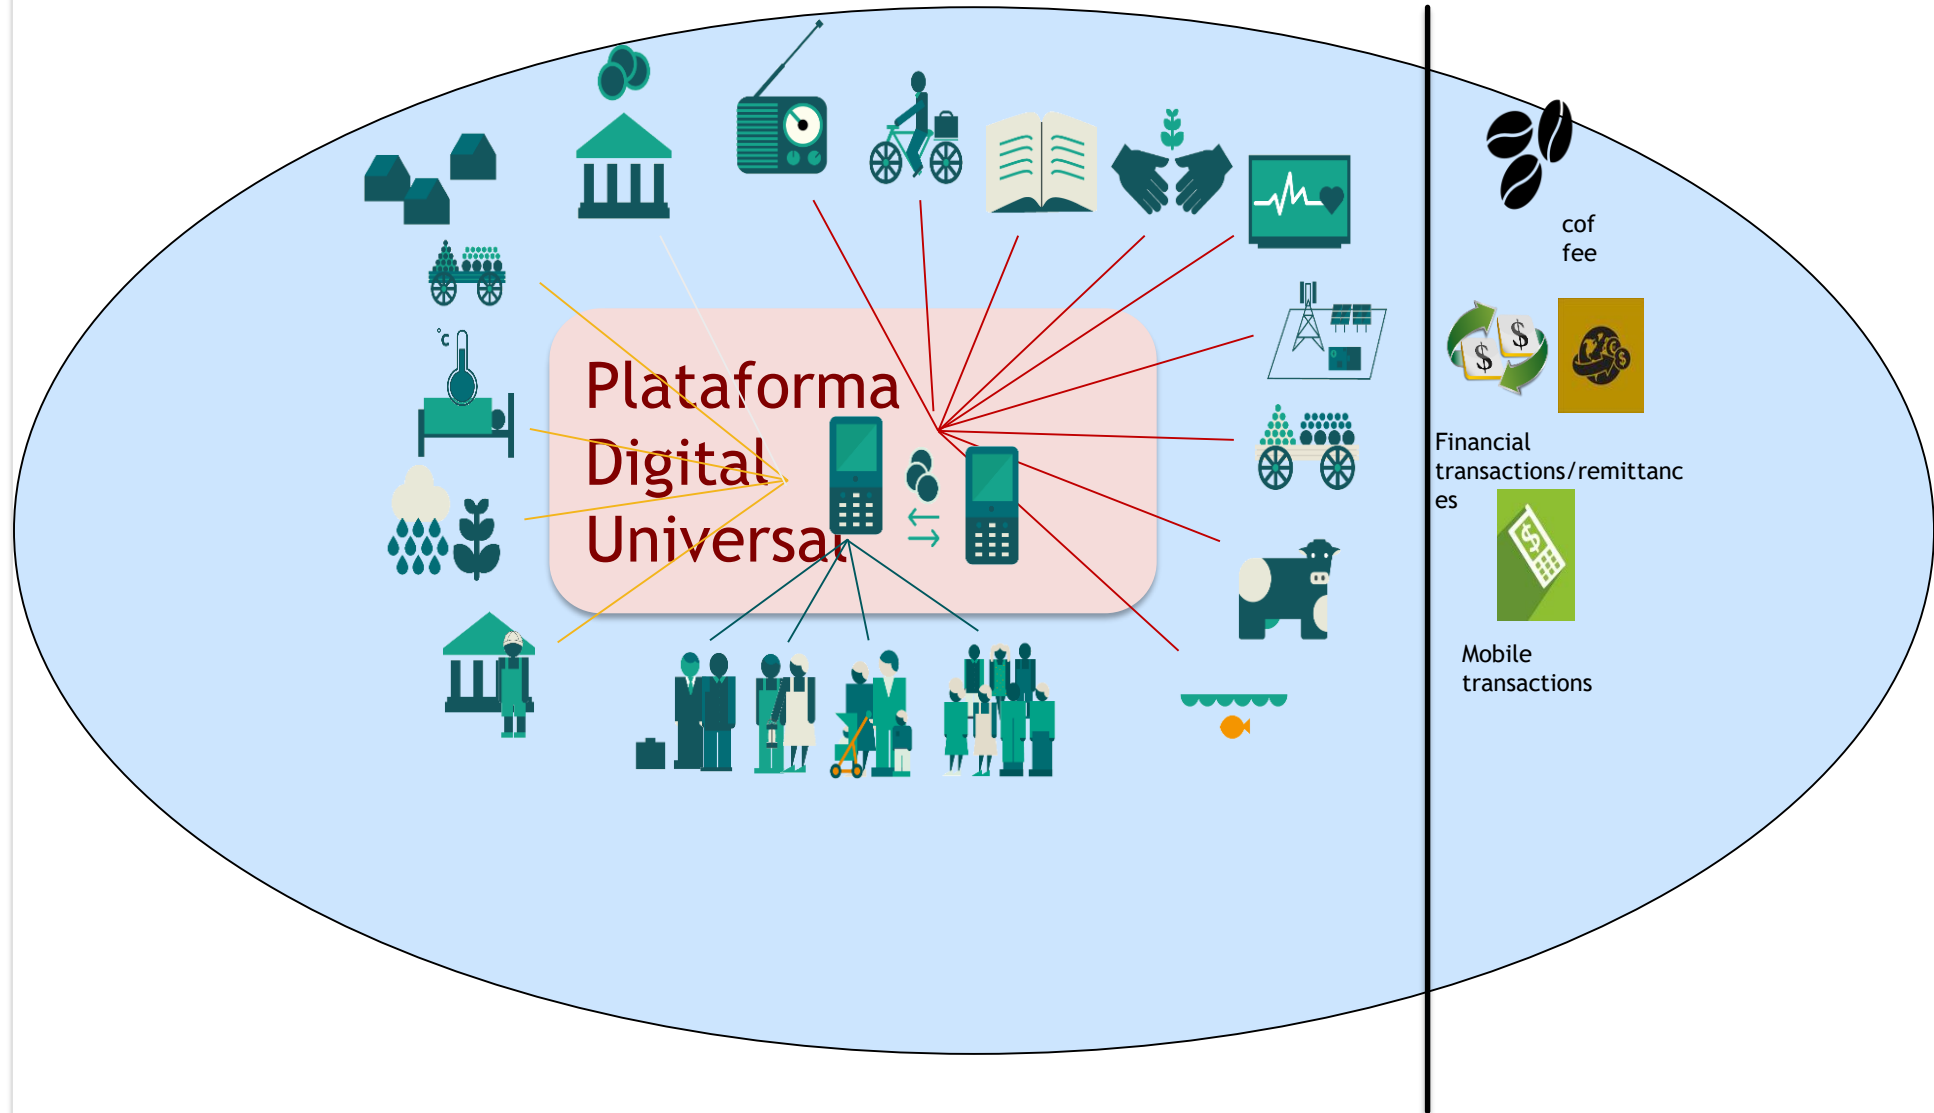 °C
Plataforma
Digital
Universal
cof
fee
$
$
Financial
transactions/remittanc
es
$
Mobile
transactions